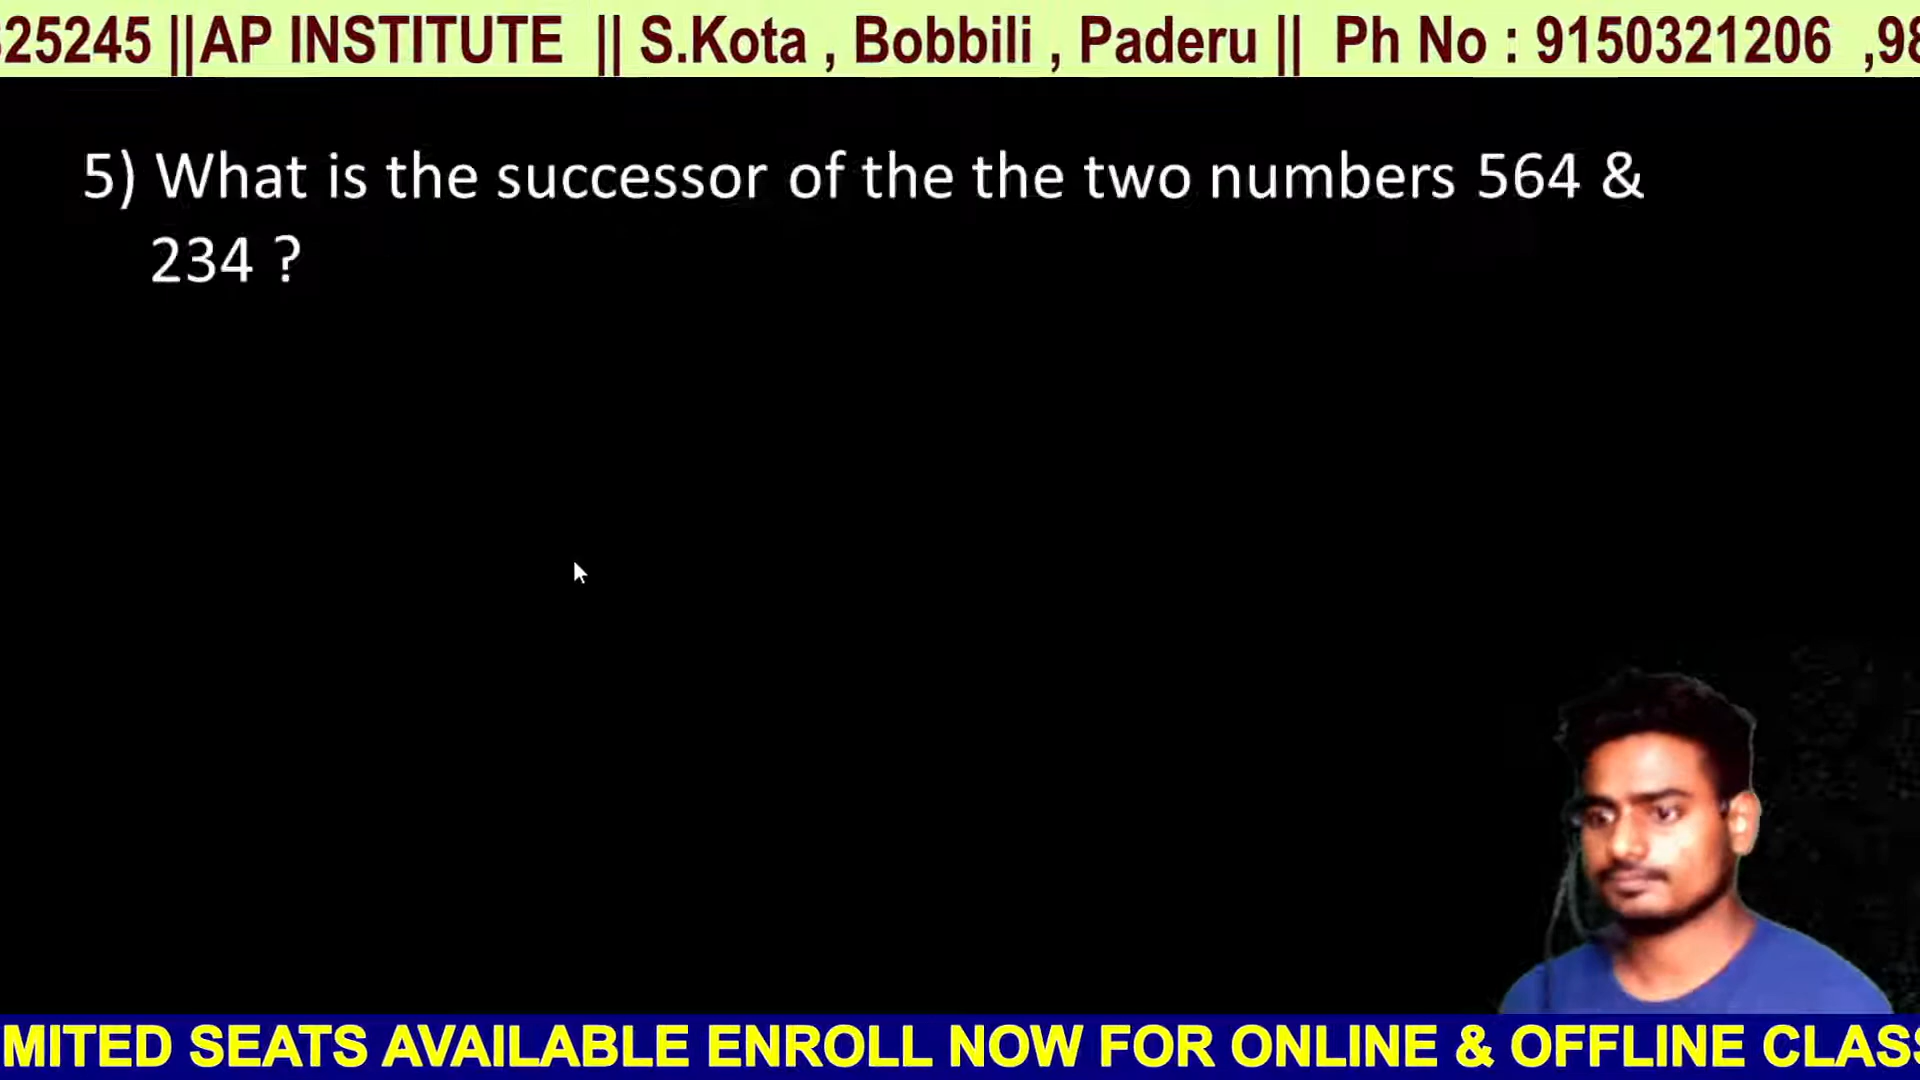 25245 ||AP INSTITUTE || S.Kota , Bobbili , Paderu || Ph No : 9150321206 ,98
5) What is the successor of the the two numbers 564 &
234 ?
MITED SEATS AVAILABLE ENROLL NOW FOR ONLINE & OFFLINE CLASS